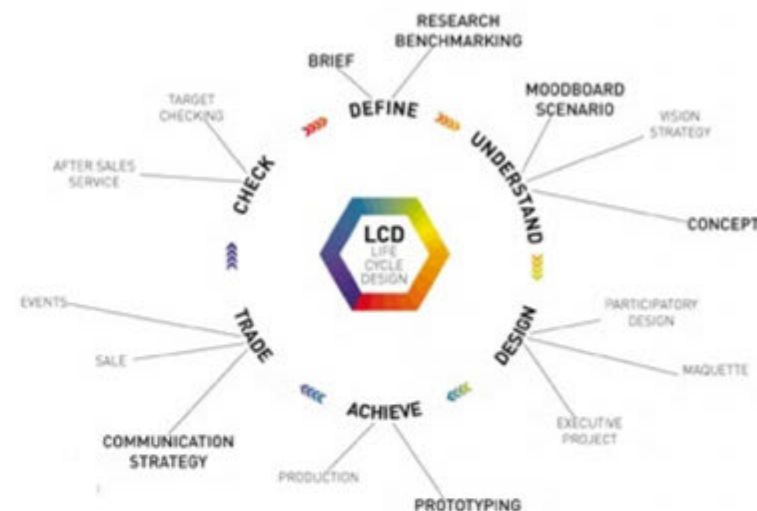 RESEARCH
BENCHMARKING
BRIEF
DEFINE
MOODBOARD
SCENARIO
VISION
STRATEGY
UNDERSTAND
CONCEPT
TARGET
CHECKING
AFTER SALES
SERVICE
CHECK
LCD
LIFE
CYCLE
DESIGN
EVENTS
SALE
TRADE
COMMUNICATION
STRATEGY
PARTICIPATORY
DESIGN
DESIGN
MAQUETTE
EXECUTIVE
PROJECT
ACHIEVE
PRODUCTION
PROTOTYPING